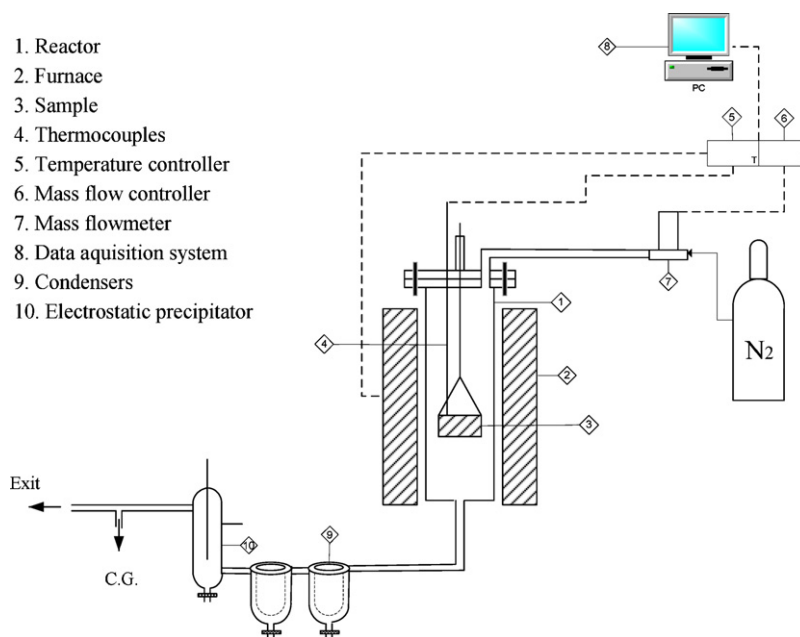 1. Reactor
2. Furnace
3. Sample
4. Thermocouples
5. Temperature controller
6. Mass flow controller
7. Mass flowmeter
8. Data aquisition system
9. Condensers
10. Electrostatic precipitator
8
PC
5
6
T
7
1
N2
4
2
3
Exit
C.G.
10
9